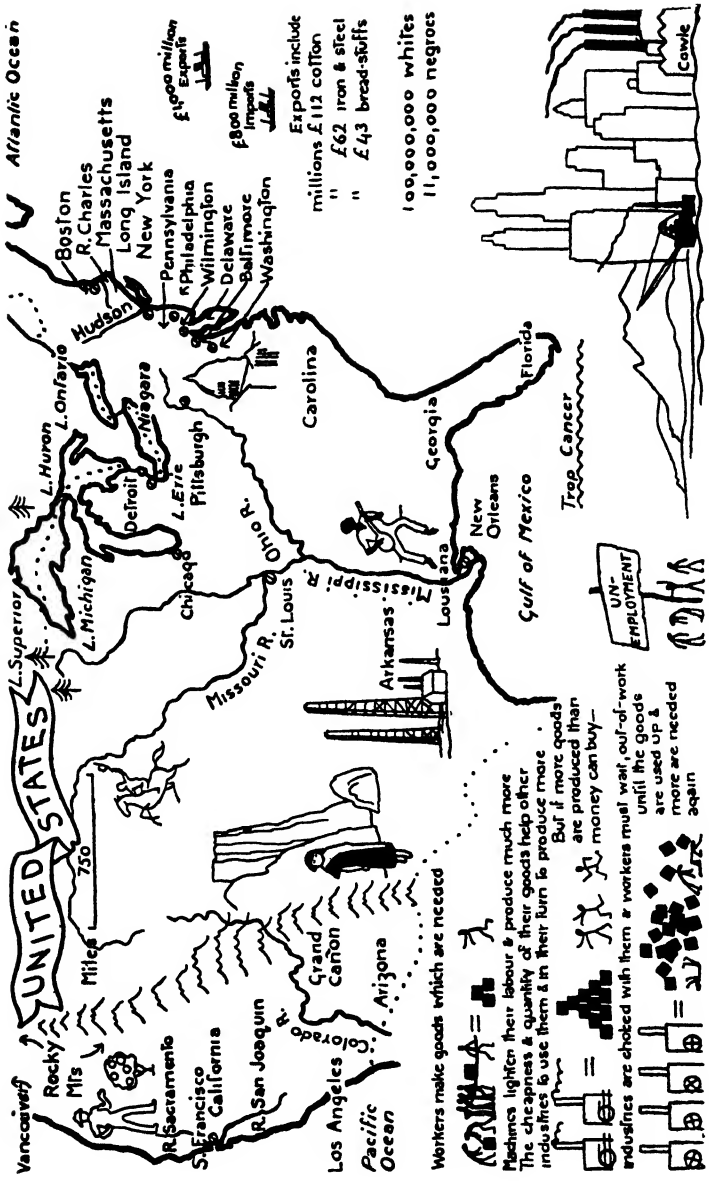 UNITED STATES
Vancouver
Rocky
Mts
Miles 750
L. Superior
L. Michigan
L. Huron
L. Ontario
Niagara
Detroit
L. Erie
Pittsburgh
Chicago
Hudson
Atlantic Ocean
Boston
R. Charles
Massachusetts
Long Island
New York
Pennsylvania
Philadelphia
Wilmington
Delaware
Baltimore
Washington
£1,000 million
Exports
£800 million
Imports
Exports include
millions £112 cotton
" £62 iron & steel
" £43 bread-stuffs
100,000,000 whites
11,000,000 negroes
R. Sacramento
S. Francisco
California
R. San Joaquin
Los Angeles
Pacific
Ocean
Colorado R.
Grand
Cañon
Arizona
Missouri R.
St. Louis
Ohio R.
Mississippi R.
Arkansas
Lousiana
New
Orleans
Carolina
Georgia
Florida
Gulf of Mexico
Trop Cancer
Workers make goods which are needed
=
Machines lighten their labour & produce much more
The cheapness & quantity of their goods help other
industries to use them & in their turn to produce more
=
But if more goods
are produced than
money can buy—
industries are choked with them & workers must wait, out-of-work
until the goods
are used up &
more are needed
again
=
UN-
EMPLOYMENT
Cowle